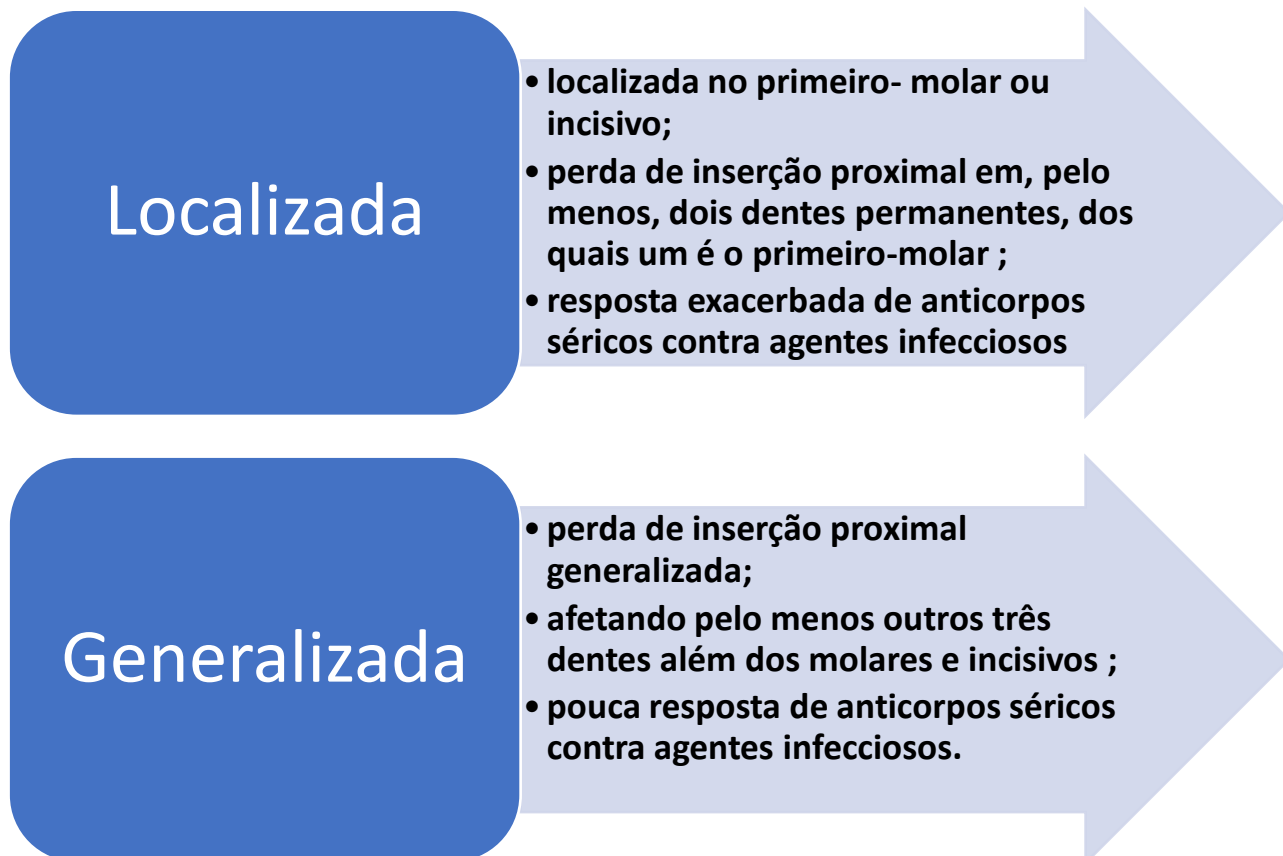 Localizada
• localizada no primeiro- molar ou
incisivo;
• perda de inserção proximal em, pelo
menos, dois dentes permanentes, dos
quais um é o primeiro-molar ;
• resposta exacerbada de anticorpos
séricos contra agentes infecciosos
Generalizada
• perda de inserção proximal
generalizada;
• afetando pelo menos outros três
dentes além dos molares e incisivos ;
• pouca resposta de anticorpos séricos
contra agentes infecciosos.